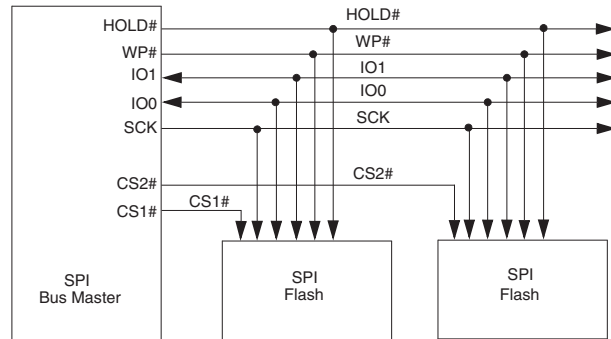 HOLD#
HOLD#
WP#
WP#
IO1
IO1
IO0
IO0
SCK
SCK
CS2#
CS2#
CS1#
CS1#
SPI
Bus Master
SPI
Flash
SPI
Flash